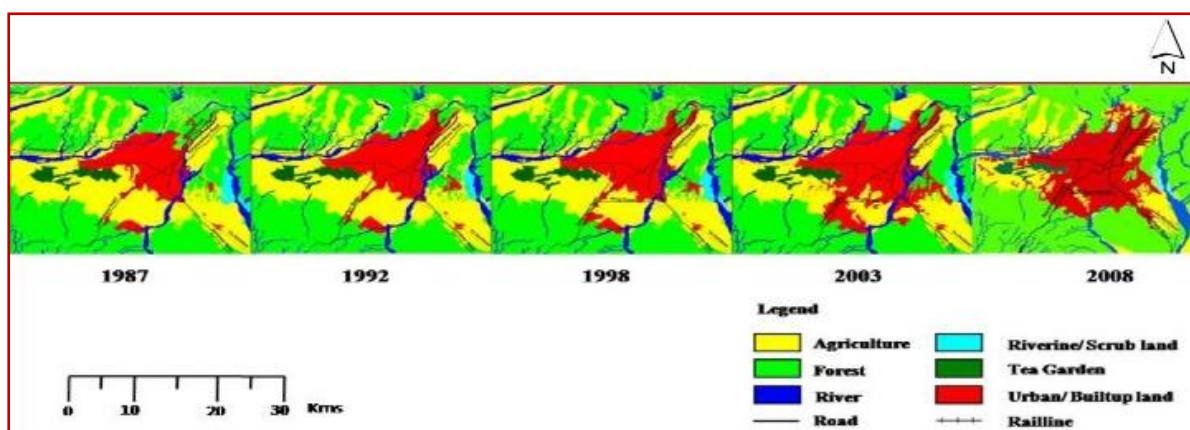 N
1987 1992 1998 2003 2008
Legend
Agriculture Riverine/ Scrub land
Forest Tea Garden
River Urban/ Builtup land
Road Railline
0 10 20 30 Kms